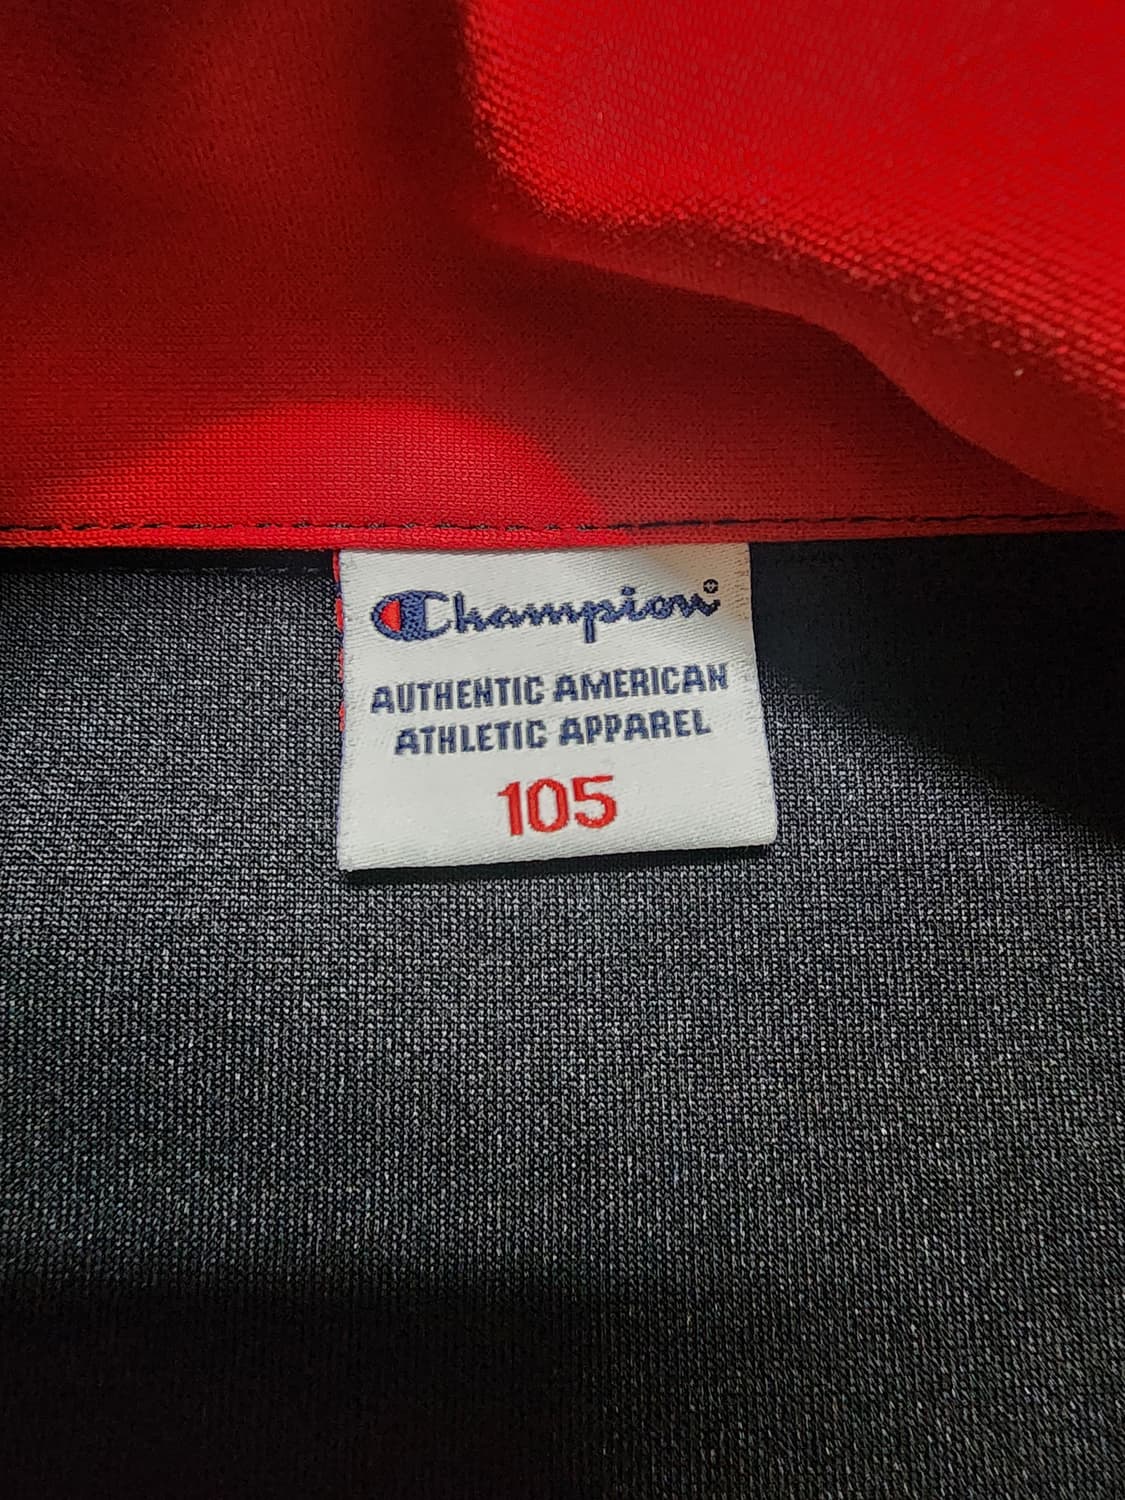 Champion®
AUTHENTIC AMERICAN
ATHLETIC APPAREL
105